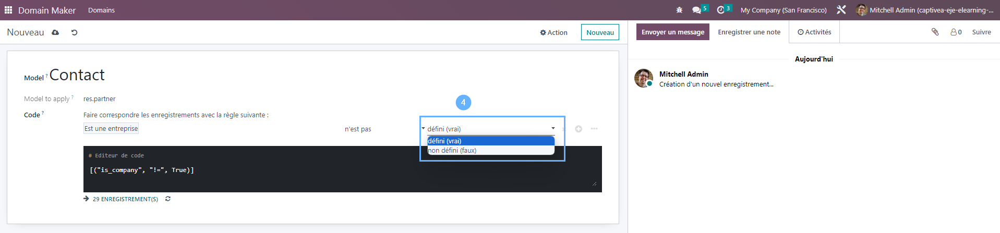 Domain Maker Domains 5 3 My Company (San Francisco) Mitchell Admin (captivea-eje-elearning-...
Nouveau Action Nouveau
Envoyer un message Enregistrer une note Activités 0 Suivre
Aujourd'hui
Mitchell Admin
Création d'un nouvel enregistrement...
Model ? Contact
Model to apply ? res.partner
4
Code ? Faire correspondre les enregistrements avec la règle suivante :
Est une entreprise n'est pas défini (vrai)
défini (vrai)
non défini (faux)
# Editeur de code
[("is_company", "!=", True)]
29 ENREGISTREMENT(S)